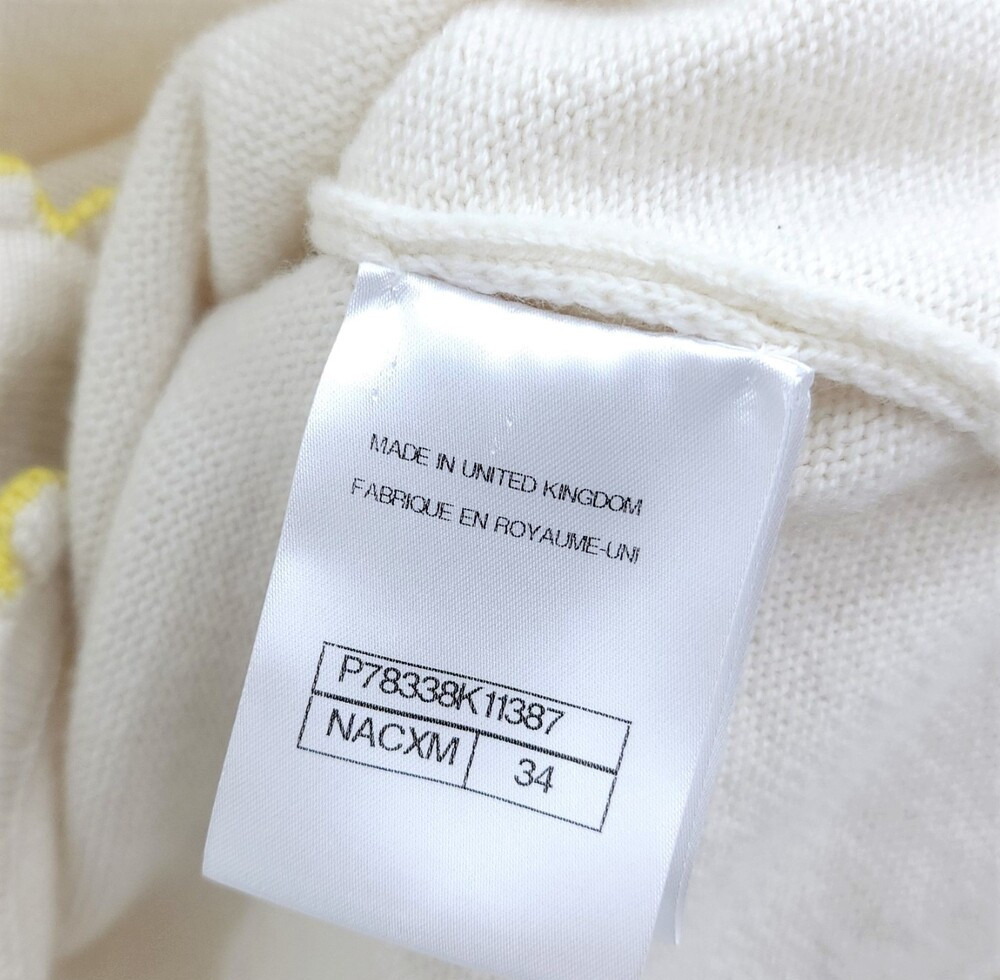 MADE IN UNITED KINGDOM
FABRIQUE EN ROYAUME-UNI
P78338K11387
NACXM 34